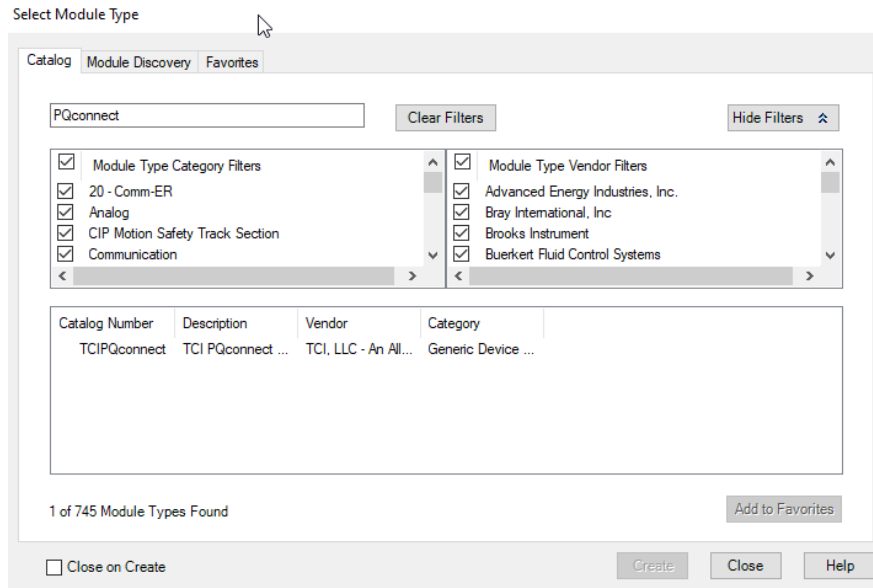 Select Module Type
Catalog Module Discovery Favorites
PQconnect Clear Filters Hide Filters
Module Type Category Filters
20 - Comm-ER
Analog
CIP Motion Safety Track Section
Communication
Module Type Vendor Filters
Advanced Energy Industries, Inc.
Bray International, Inc
Brooks Instrument
Buerkert Fluid Control Systems
Catalog Number Description Vendor Category
TCIPQconnect TCI PQconnect ... TCI, LLC - An All... Generic Device ...
1 of 745 Module Types Found
Add to Favorites
Close on Create Create Close Help